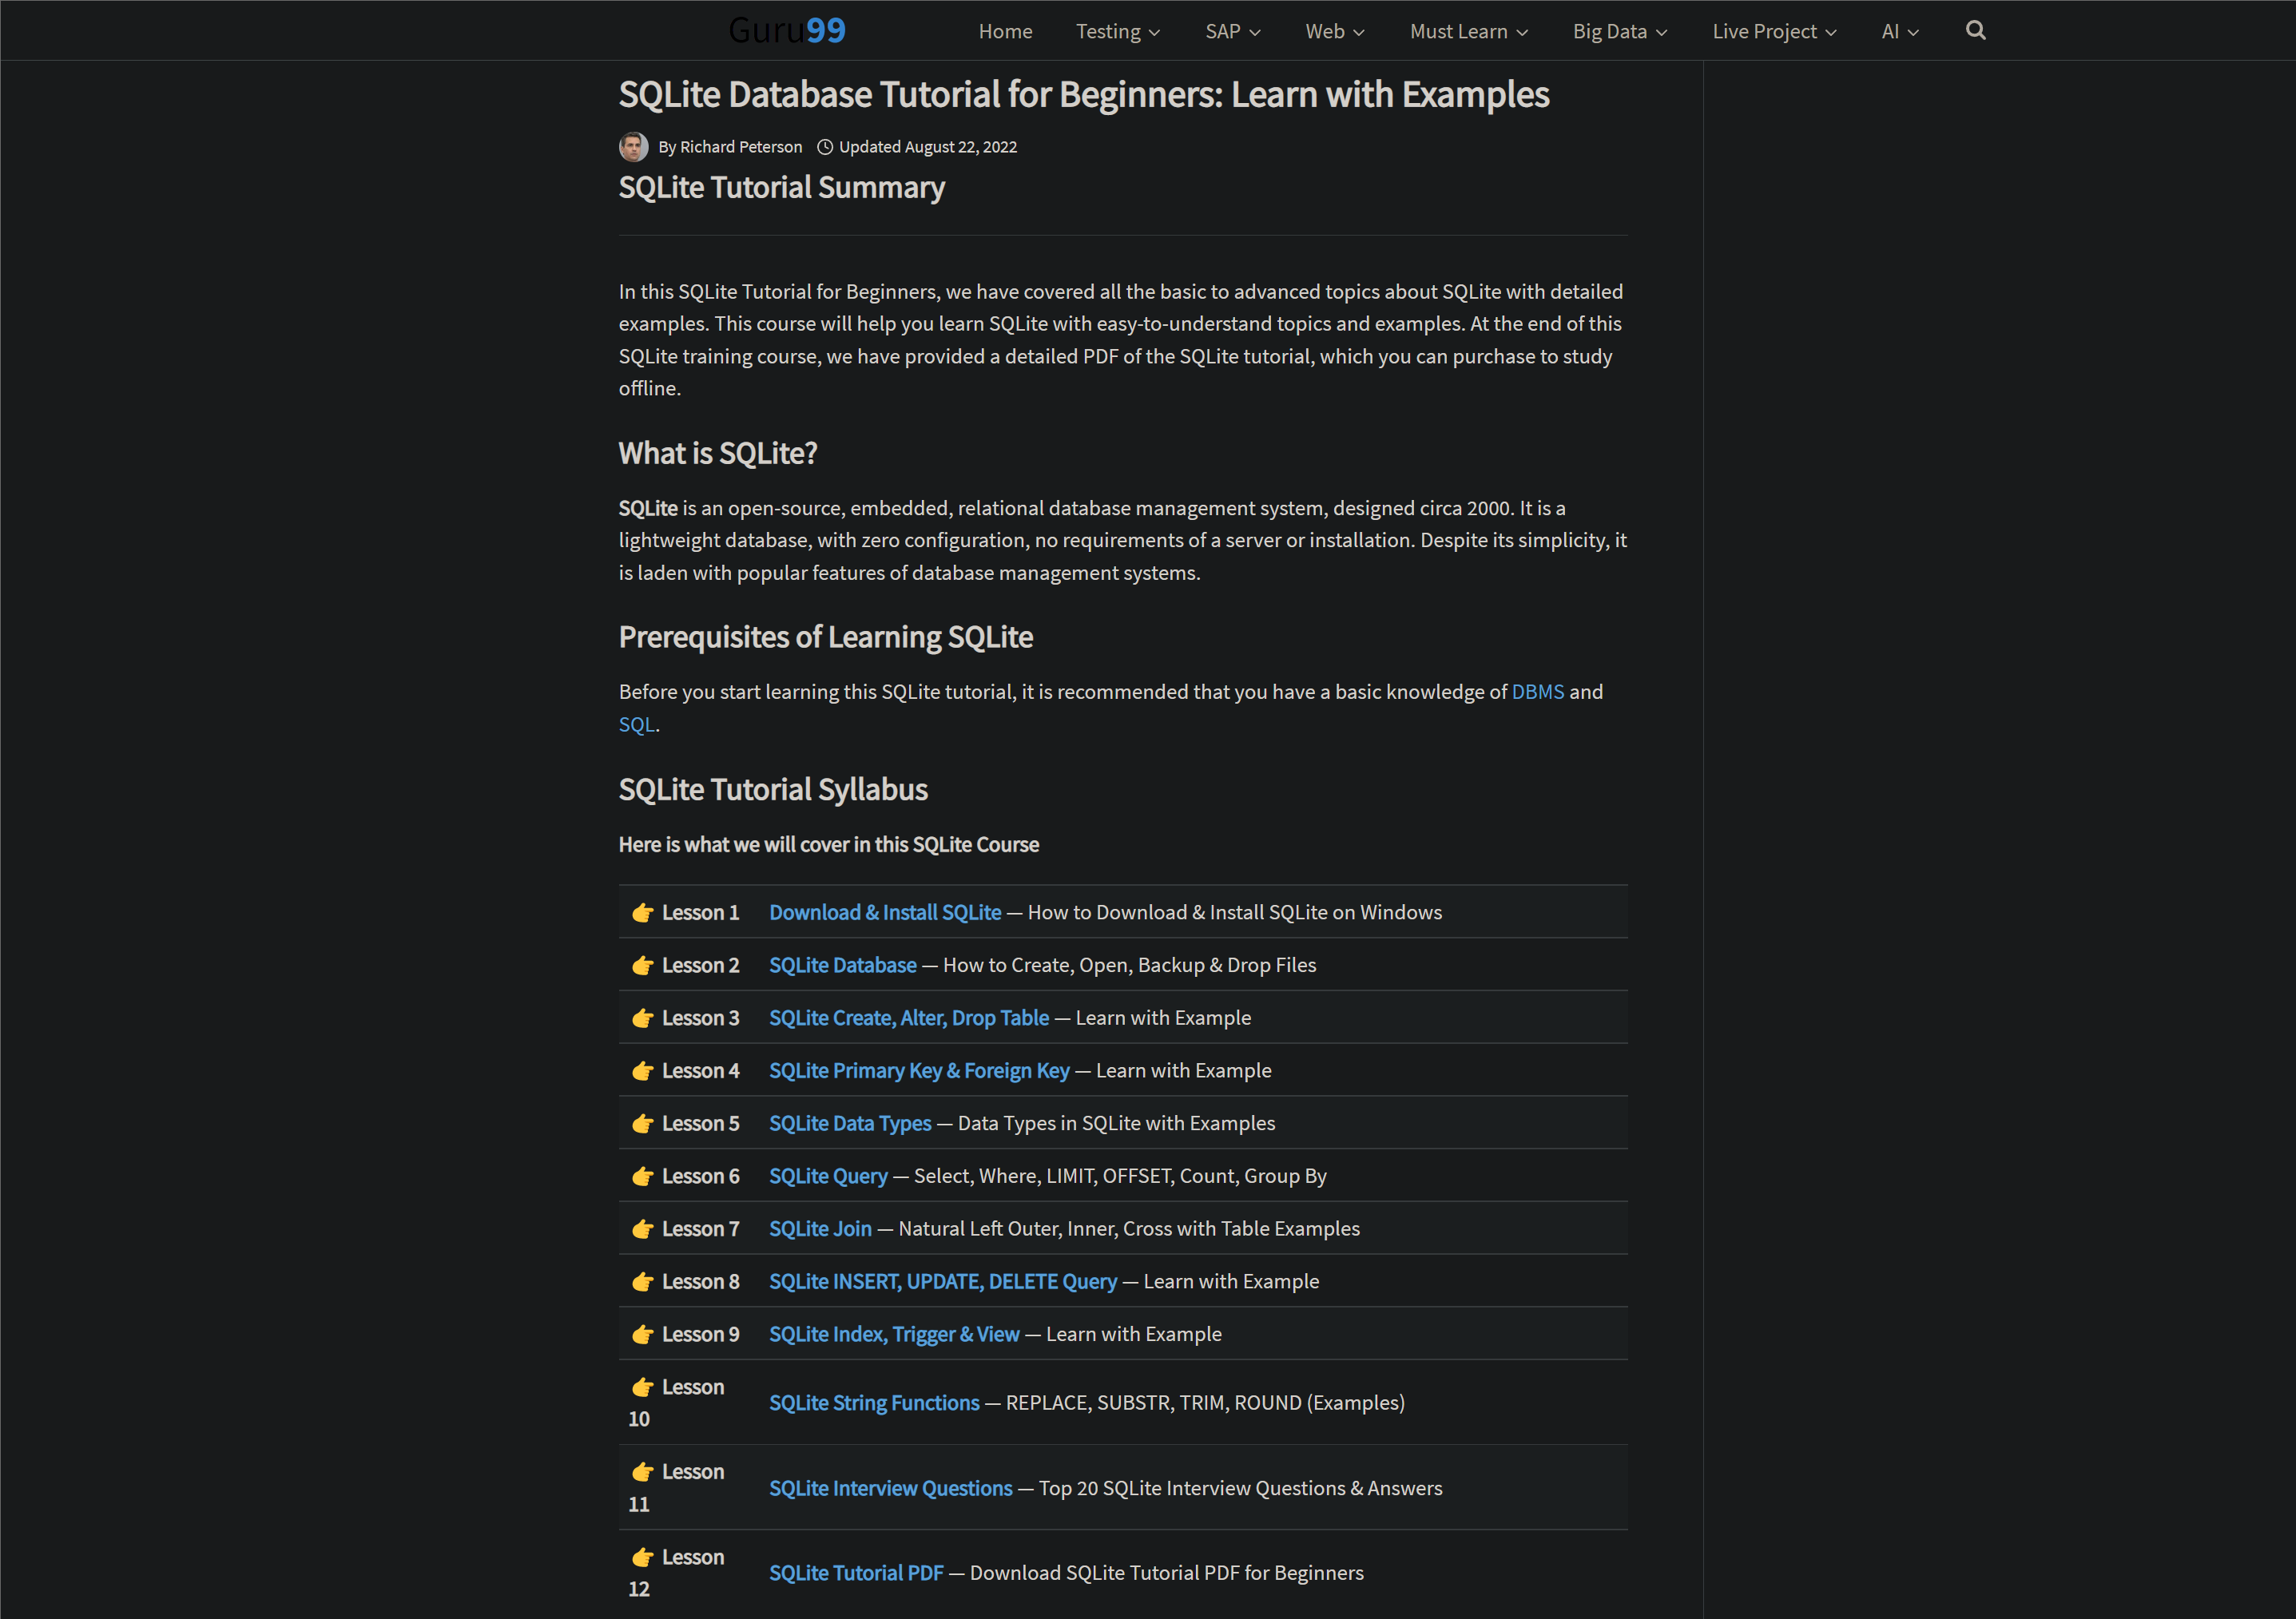 Guru99
Home Testing SAP Web Must Learn Big Data Live Project AI
SQLite Database Tutorial for Beginners: Learn with Examples
By Richard Peterson Updated August 22, 2022
SQLite Tutorial Summary
In this SQLite Tutorial for Beginners, we have covered all the basic to advanced topics about SQLite with detailed
examples. This course will help you learn SQLite with easy-to-understand topics and examples. At the end of this
SQLite training course, we have provided a detailed PDF of the SQLite tutorial, which you can purchase to study
offline.
What is SQLite?
SQLite is an open-source, embedded, relational database management system, designed circa 2000. It is a
lightweight database, with zero configuration, no requirements of a server or installation. Despite its simplicity, it
is laden with popular features of database management systems.
Prerequisites of Learning SQLite
Before you start learning this SQLite tutorial, it is recommended that you have a basic knowledge of DBMS and
SQL.
SQLite Tutorial Syllabus
Here is what we will cover in this SQLite Course
👉 Lesson 1 Download & Install SQLite — How to Download & Install SQLite on Windows
👉 Lesson 2 SQLite Database — How to Create, Open, Backup & Drop Files
👉 Lesson 3 SQLite Create, Alter, Drop Table — Learn with Example
👉 Lesson 4 SQLite Primary Key & Foreign Key — Learn with Example
👉 Lesson 5 SQLite Data Types — Data Types in SQLite with Examples
👉 Lesson 6 SQLite Query — Select, Where, LIMIT, OFFSET, Count, Group By
👉 Lesson 7 SQLite Join — Natural Left Outer, Inner, Cross with Table Examples
👉 Lesson 8 SQLite INSERT, UPDATE, DELETE Query — Learn with Example
👉 Lesson 9 SQLite Index, Trigger & View — Learn with Example
👉 Lesson
10
SQLite String Functions — REPLACE, SUBSTR, TRIM, ROUND (Examples)
👉 Lesson
11
SQLite Interview Questions — Top 20 SQLite Interview Questions & Answers
👉 Lesson
12
SQLite Tutorial PDF — Download SQLite Tutorial PDF for Beginners